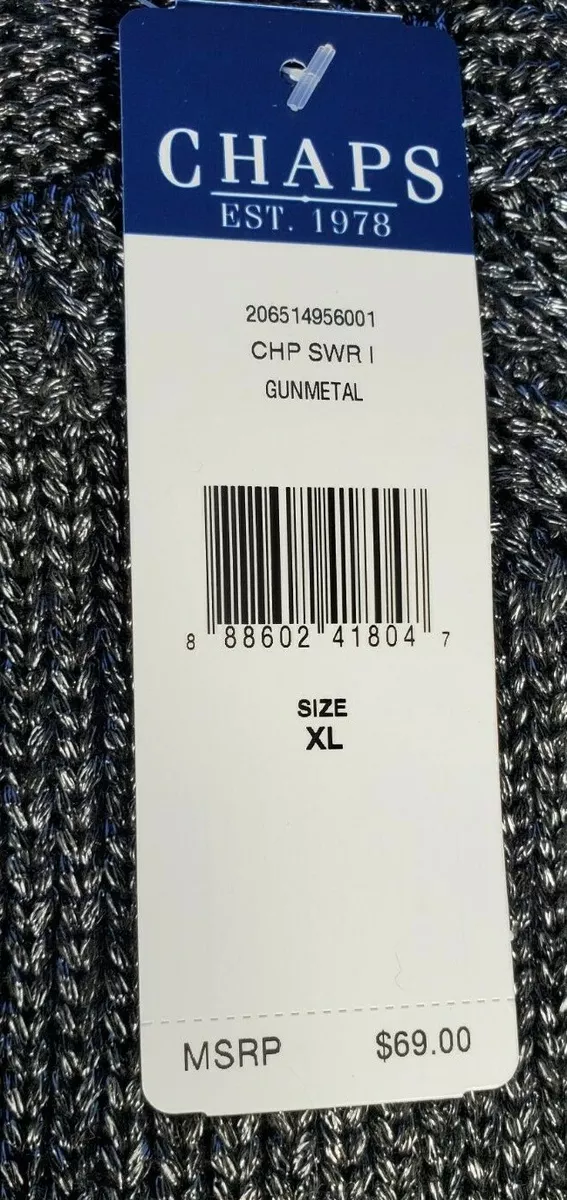 CHAPS
EST. 1978
206514956001
CHP SWR I
GUNMETAL
8 88602 41804 7
SIZE
XL
MSRP $69.00